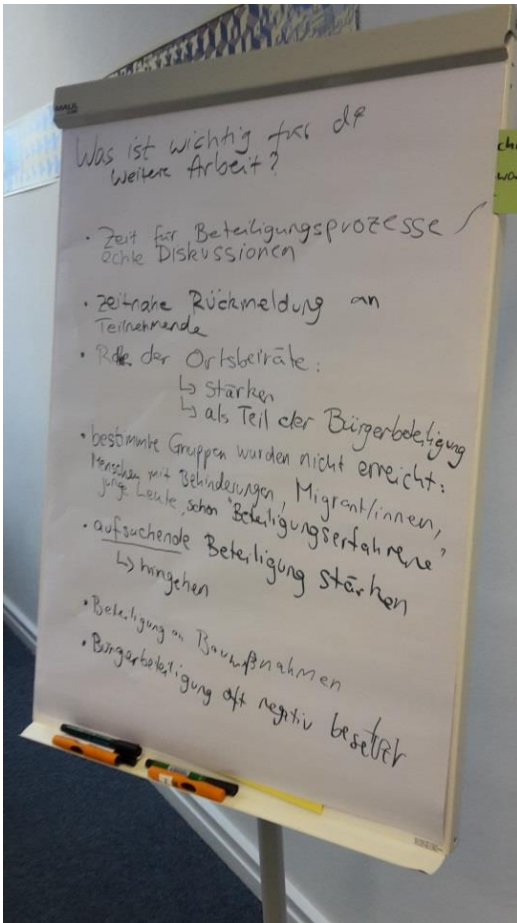 Was ist wichtig für die
weitere Arbeit?
• Zeit für Beteiligungsprozesse /
echte Diskussionen
• zeitnahe Rückmeldung an
Teilnehmende
• Rolle der Ortsbeiräte:
↳ stärken
↳ als Teil der Bürgerbeteiligung
• bestimmte Gruppen wurden nicht erreicht:
Menschen mit Behinderungen, Migrant/innen,
junge Leute, schon "Beteiligungserfahrene"
• aufsuchende Beteiligung stärken
↳ hingehen
• Beteiligung an Baumaßnahmen
• Bürgerbeteiligung oft negativ besetzt